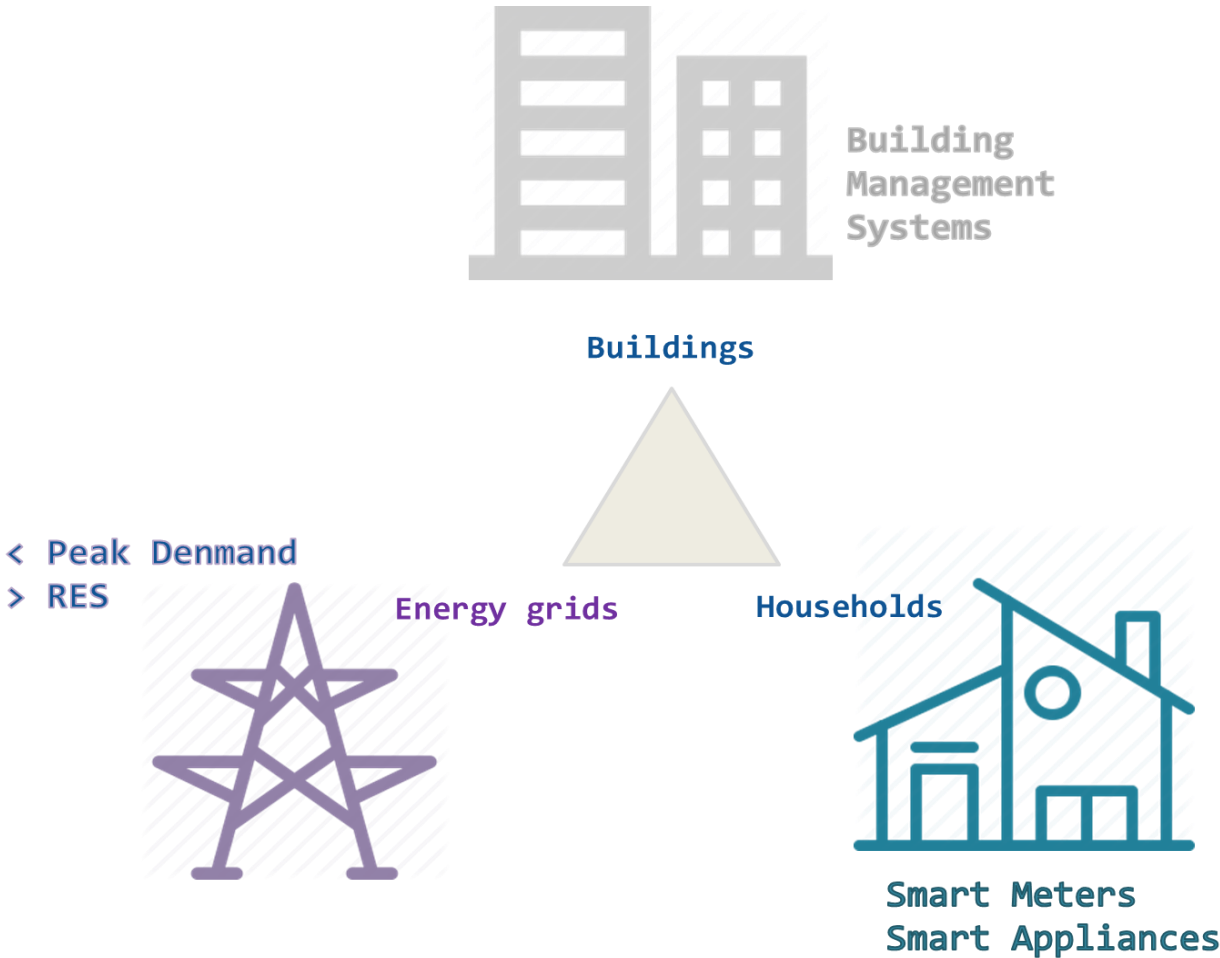 Building
Management
Systems
Buildings
< Peak Denmand
> RES
Energy grids
Households
Smart Meters
Smart Appliances